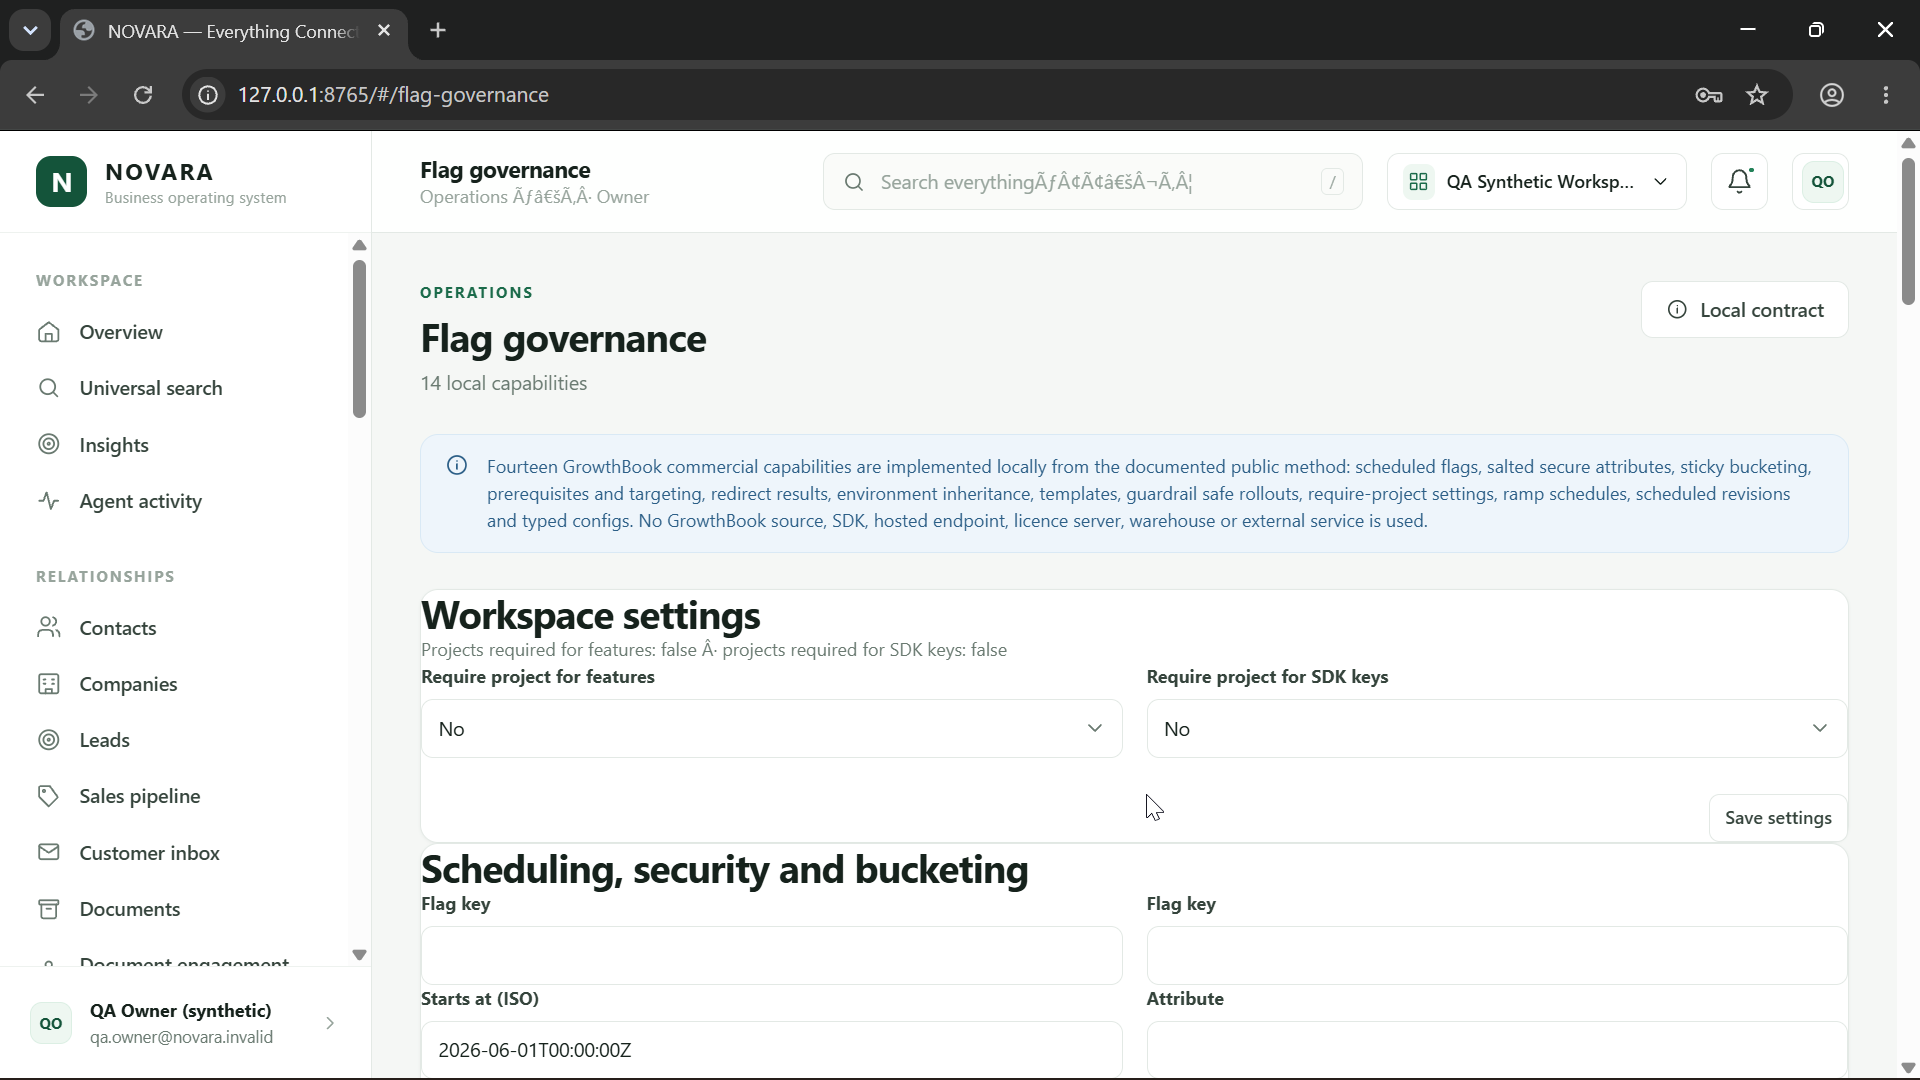 NOVARA — Everything Connec
127.0.0.1:8765/#/flag-governance
N
NOVARA
Business operating system
Flag governance
Operations Ãƒâ€šÃ‚Â· Owner
Search everythingÃƒÂ¢Ã¢â€šÂ¬Ã‚Â¦
/
QA Synthetic Worksp...
QO
WORKSPACE
Overview
Universal search
Insights
Agent activity
RELATIONSHIPS
Contacts
Companies
Leads
Sales pipeline
Customer inbox
Documents
Document engagement
QO
QA Owner (synthetic)
qa.owner@novara.invalid
OPERATIONS
Flag governance
14 local capabilities
Local contract
Fourteen GrowthBook commercial capabilities are implemented locally from the documented public method: scheduled flags, salted secure attributes, sticky bucketing,
prerequisites and targeting, redirect results, environment inheritance, templates, guardrail safe rollouts, require-project settings, ramp schedules, scheduled revisions
and typed configs. No GrowthBook source, SDK, hosted endpoint, licence server, warehouse or external service is used.
Workspace settings
Projects required for features: false Â· projects required for SDK keys: false
Require project for features
Require project for SDK keys
No
No
Save settings
Scheduling, security and bucketing
Flag key
Flag key
Starts at (ISO)
Attribute
2026-06-01T00:00:00Z